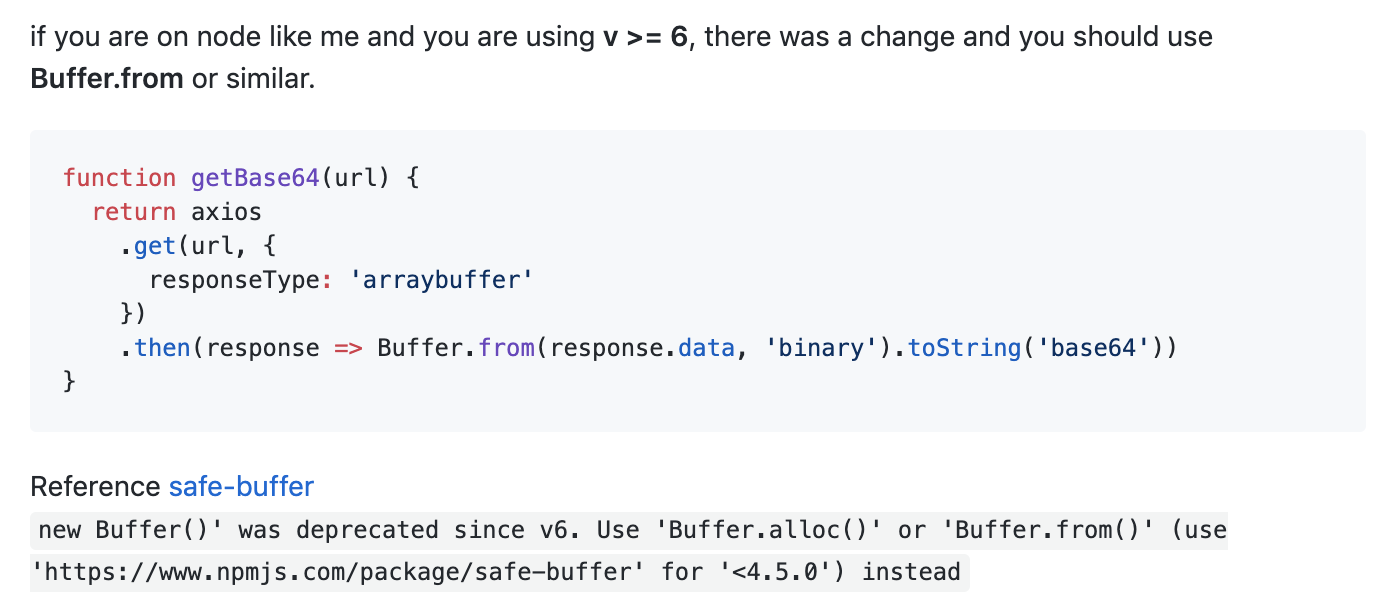 if you are on node like me and you are using v >= 6, there was a change and you should use
Buffer.from or similar.
function getBase64(url) {
  return axios
    .get(url, {
      responseType: 'arraybuffer'
    })
    .then(response => Buffer.from(response.data, 'binary').toString('base64'))
}
Reference safe-buffer
new Buffer()' was deprecated since v6. Use 'Buffer.alloc()' or 'Buffer.from()' (use
'https://www.npmjs.com/package/safe-buffer' for '<4.5.0') instead